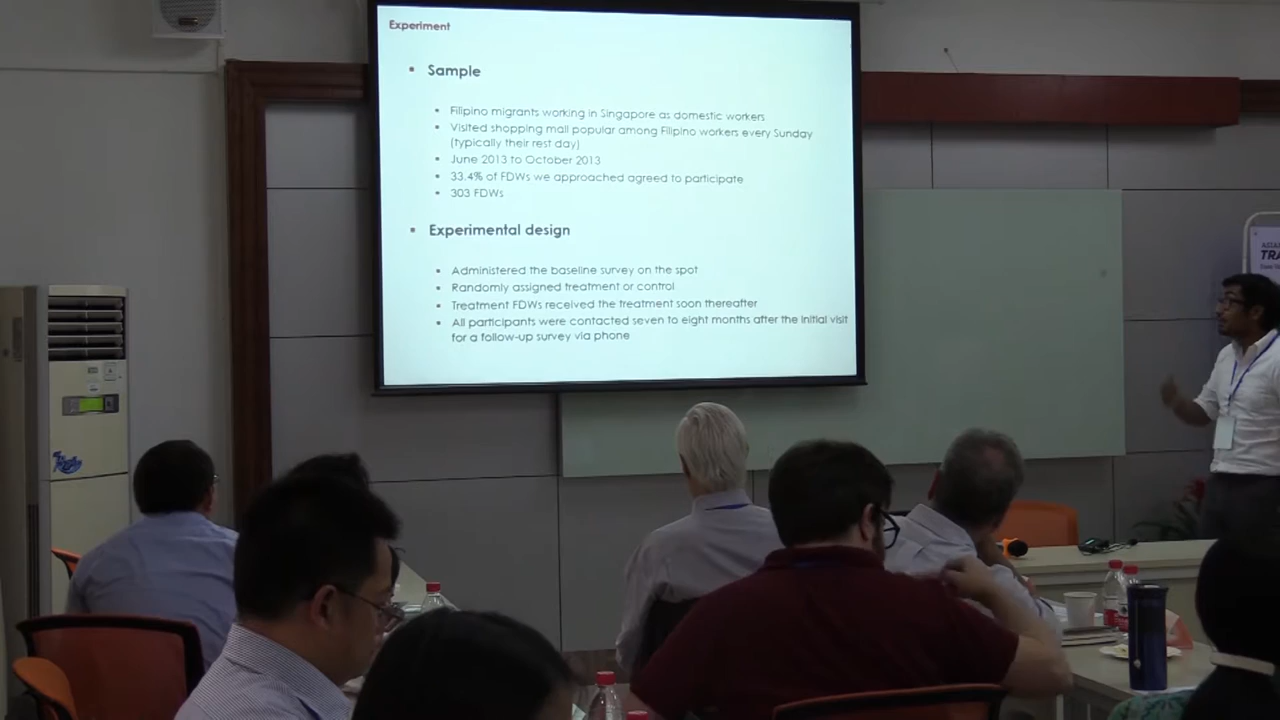 Experiment
Sample
Filipino migrants working in Singapore as domestic workers
Visited shopping mall popular among Filipino workers every Sunday
(typically their rest day)
June 2013 to October 2013
33.4% of FDWs we approached agreed to participate
303 FDWs
Experimental design
Administered the baseline survey on the spot
Randomly assigned treatment or control
Treatment FDWs received the treatment soon thereafter
All participants were contacted seven to eight months after the initial visit
for a follow-up survey via phone
TRA